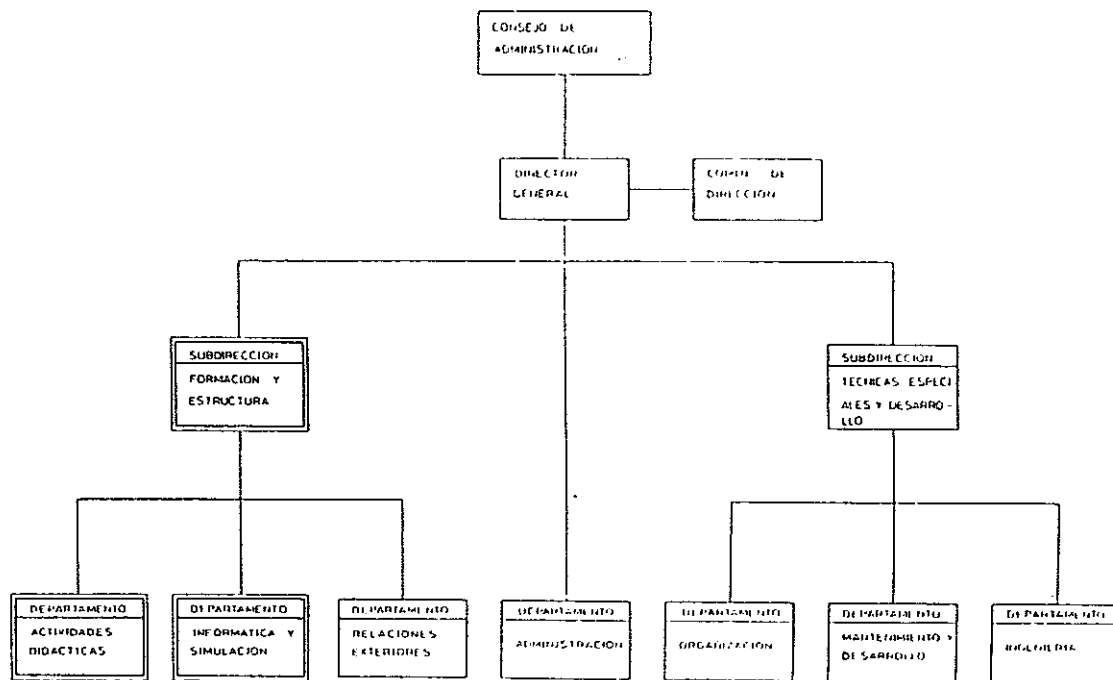 CONSEJO DE
ADMINISTRACION
DIRECTOR
GENERAL
DE
DIRECCION
SUBDIRECCION
FORMACION Y
ESTRUCTURA
SUBDIRECCION
TECNICAS ESPECI
ALES Y DESARRO-
LLO
DEPARTAMENTO
ACTIVIDADES
DIDACTICAS
DEPARTAMENTO
INFORMATICA Y
SIMULACION
DEPARTAMENTO
RELACIONES
EXTERIORES
DEPARTAMENTO
ADMINISTRACION
DEPARTAMENTO
ORGANIZACION
DEPARTAMENTO
MANTENIMIENTO Y
DESARROLLO
DEPARTAMENTO
INGENIERIA